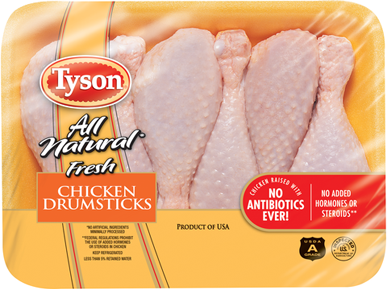 Tyson
All
Natural*
Fresh
CHICKEN
DRUMSTICKS
*NO ARTIFICIAL INGREDIENTS
MINIMALLY PROCESSED
**FEDERAL REGULATIONS PROHIBIT
THE USE OF ADDED HORMONES
OR STEROIDS IN CHICKEN
KEEP REFRIGERATED
LESS THAN 5% RETAINED WATER
PRODUCT OF USA
CHICKEN RAISED WITH
NO
ANTIBIOTICS
EVER!
NO ADDED
HORMONES OR
STEROIDS**
USDA
A
GRADE